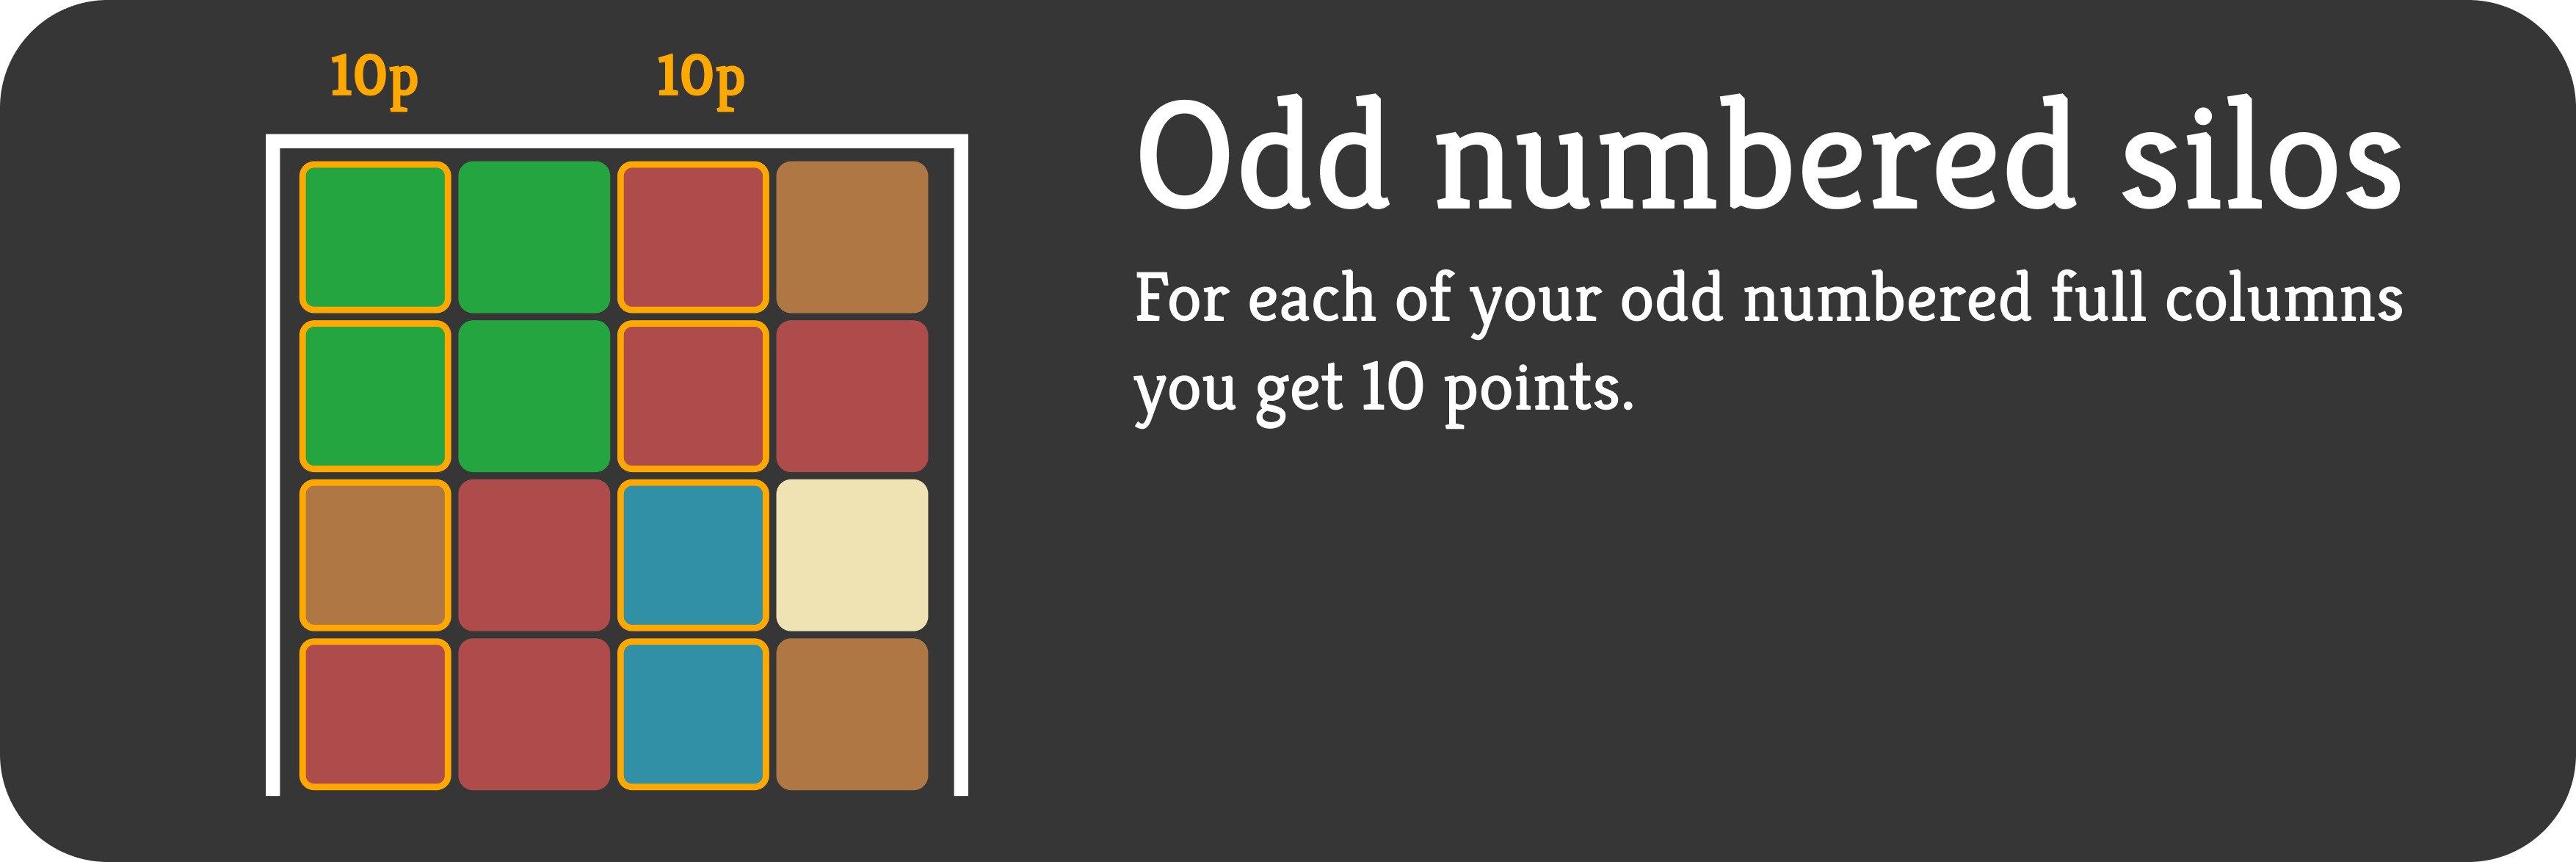 10p 10p
Odd numbered silos
For each of your odd numbered full columns
you get 10 points.